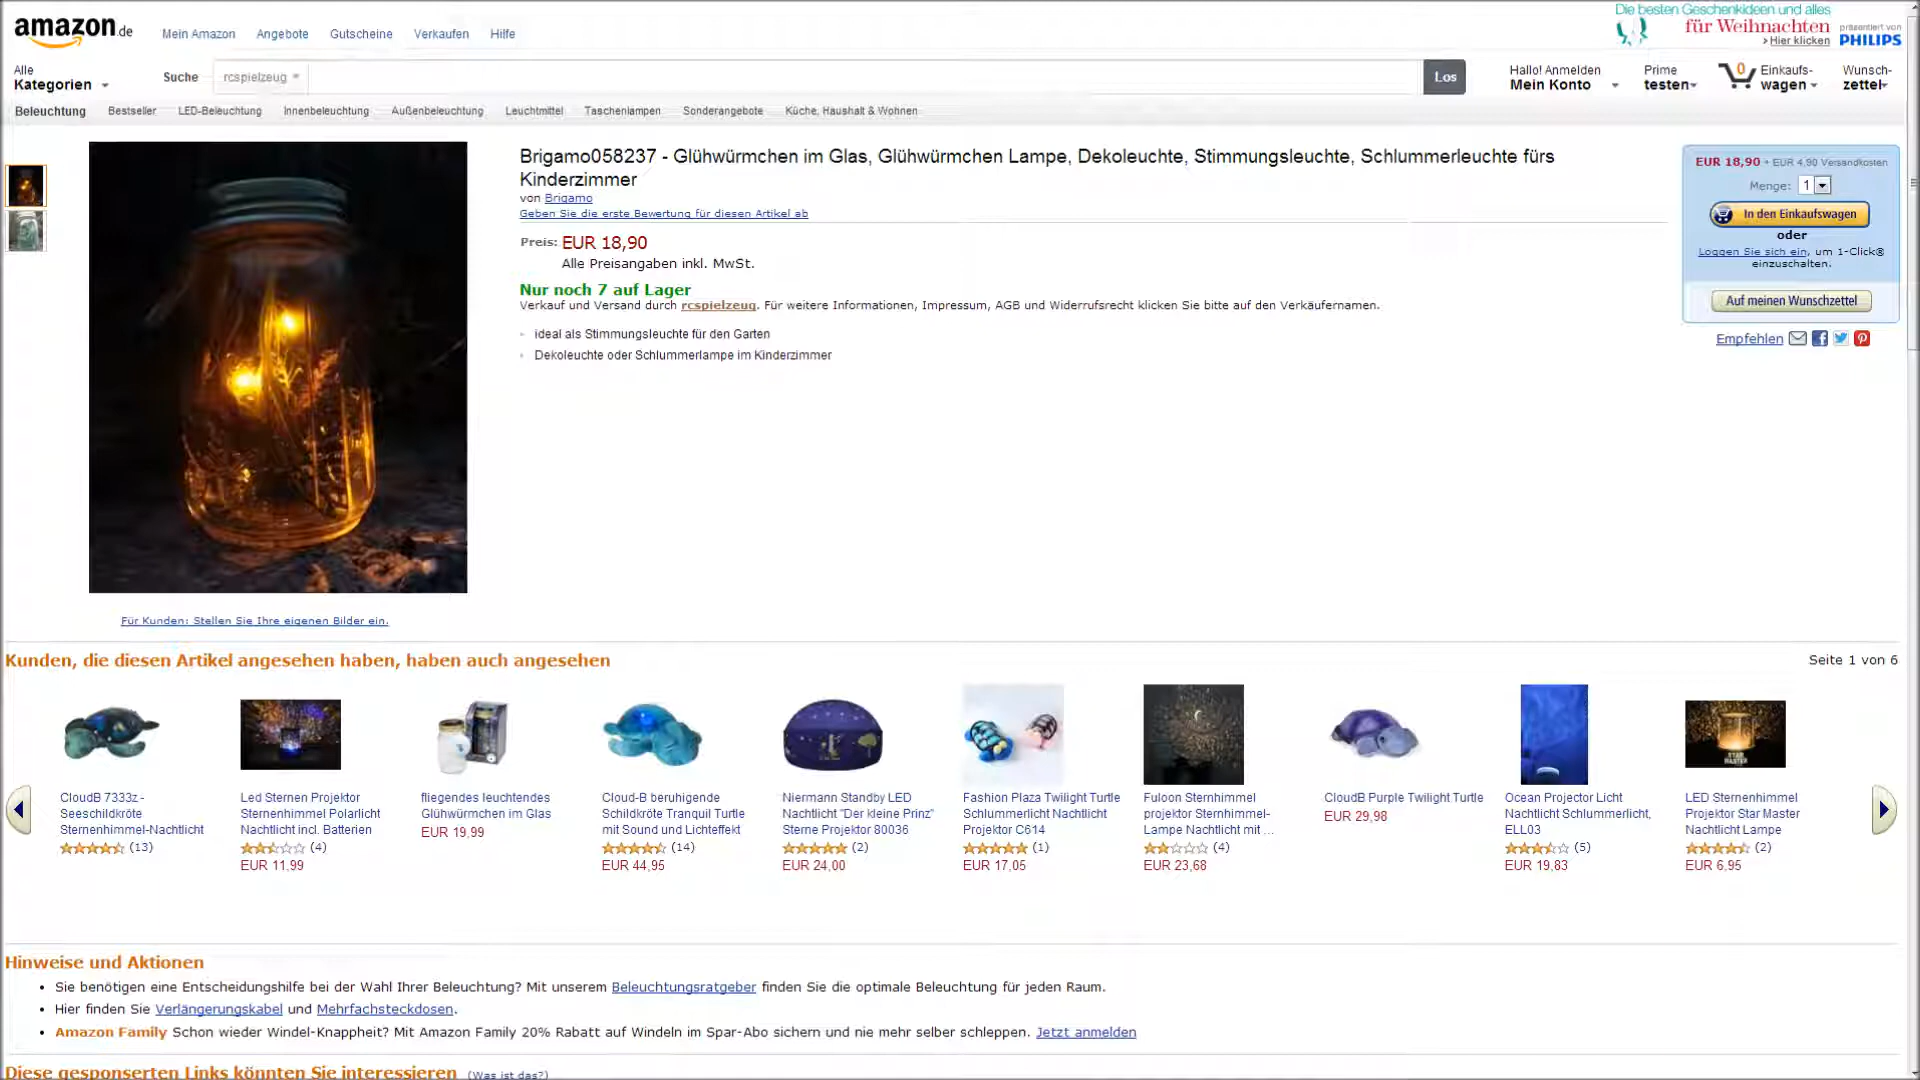 amazon.de
Mein Amazon Angebote Gutscheine Verkaufen Hilfe
Die besten Geschenkideen und alles
für Weihnachten
> Hier klicken
präsentiert von
PHILIPS
Alle
Kategorien
Suche rcspielzeug Los
Hallo! Anmelden
Mein Konto
Prime
testen
0 Einkaufs-
wagen
Wunsch-
zettel
Beleuchtung Bestseller LED-Beleuchtung Innenbeleuchtung Außenbeleuchtung Leuchtmittel Taschenlampen Sonderangebote Küche, Haushalt & Wohnen
Brigamo058237 - Glühwürmchen im Glas, Glühwürmchen Lampe, Dekoleuchte, Stimmungsleuchte, Schlummerleuchte fürs
Kinderzimmer
von Brigamo
Geben Sie die erste Bewertung für diesen Artikel ab
Preis: EUR 18,90
Alle Preisangaben inkl. MwSt.
Nur noch 7 auf Lager
Verkauf und Versand durch rcspielzeug. Für weitere Informationen, Impressum, AGB und Widerrufsrecht klicken Sie bitte auf den Verkäufernamen.
ideal als Stimmungsleuchte für den Garten
Dekoleuchte oder Schlummerlampe im Kinderzimmer
EUR 18,90 + EUR 4,90 Versandkosten
Menge: 1
In den Einkaufswagen
oder
Loggen Sie sich ein, um 1-Click®
einzuschalten.
Auf meinen Wunschzettel
Empfehlen
Für Kunden: Stellen Sie Ihre eigenen Bilder ein.
Kunden, die diesen Artikel angesehen haben, haben auch angesehen
Seite 1 von 6
CloudB 7333z -
Seeschildkröte
Sternenhimmel-Nachtlicht
(13)
Led Sternen Projektor
Sternenhimmel Polarlicht
Nachtlicht incl. Batterien
(4)
EUR 11,99
fliegendes leuchtendes
Glühwürmchen im Glas
EUR 19,99
Cloud-B beruhigende
Schildkröte Tranquil Turtle
mit Sound und Lichteffekt
(14)
EUR 44,95
Niermann Standby LED
Nachtlicht "Der kleine Prinz"
Sterne Projektor 80036
(2)
EUR 24,00
Fashion Plaza Twilight Turtle
Schlummerlicht Nachtlicht
Projektor C614
(1)
EUR 17,05
Fuloon Sternhimmel
projektor Sternhimmel-
Lampe Nachtlicht mit ...
(4)
EUR 23,68
CloudB Purple Twilight Turtle
EUR 29,98
Ocean Projector Licht
Nachtlicht Schlummerlicht,
ELL03
(5)
EUR 19,83
STAR
MASTER
LED Sternenhimmel
Projektor Star Master
Nachtlicht Lampe
(2)
EUR 6,95
Hinweise und Aktionen
Sie benötigen eine Entscheidungshilfe bei der Wahl Ihrer Beleuchtung? Mit unserem Beleuchtungsratgeber finden Sie die optimale Beleuchtung für jeden Raum.
Hier finden Sie Verlängerungskabel und Mehrfachsteckdosen.
Amazon Family Schon wieder Windel-Knappheit? Mit Amazon Family 20% Rabatt auf Windeln im Spar-Abo sichern und nie mehr selber schleppen. Jetzt anmelden
Diese gesponserten Links könnten Sie interessieren (Was ist das?)